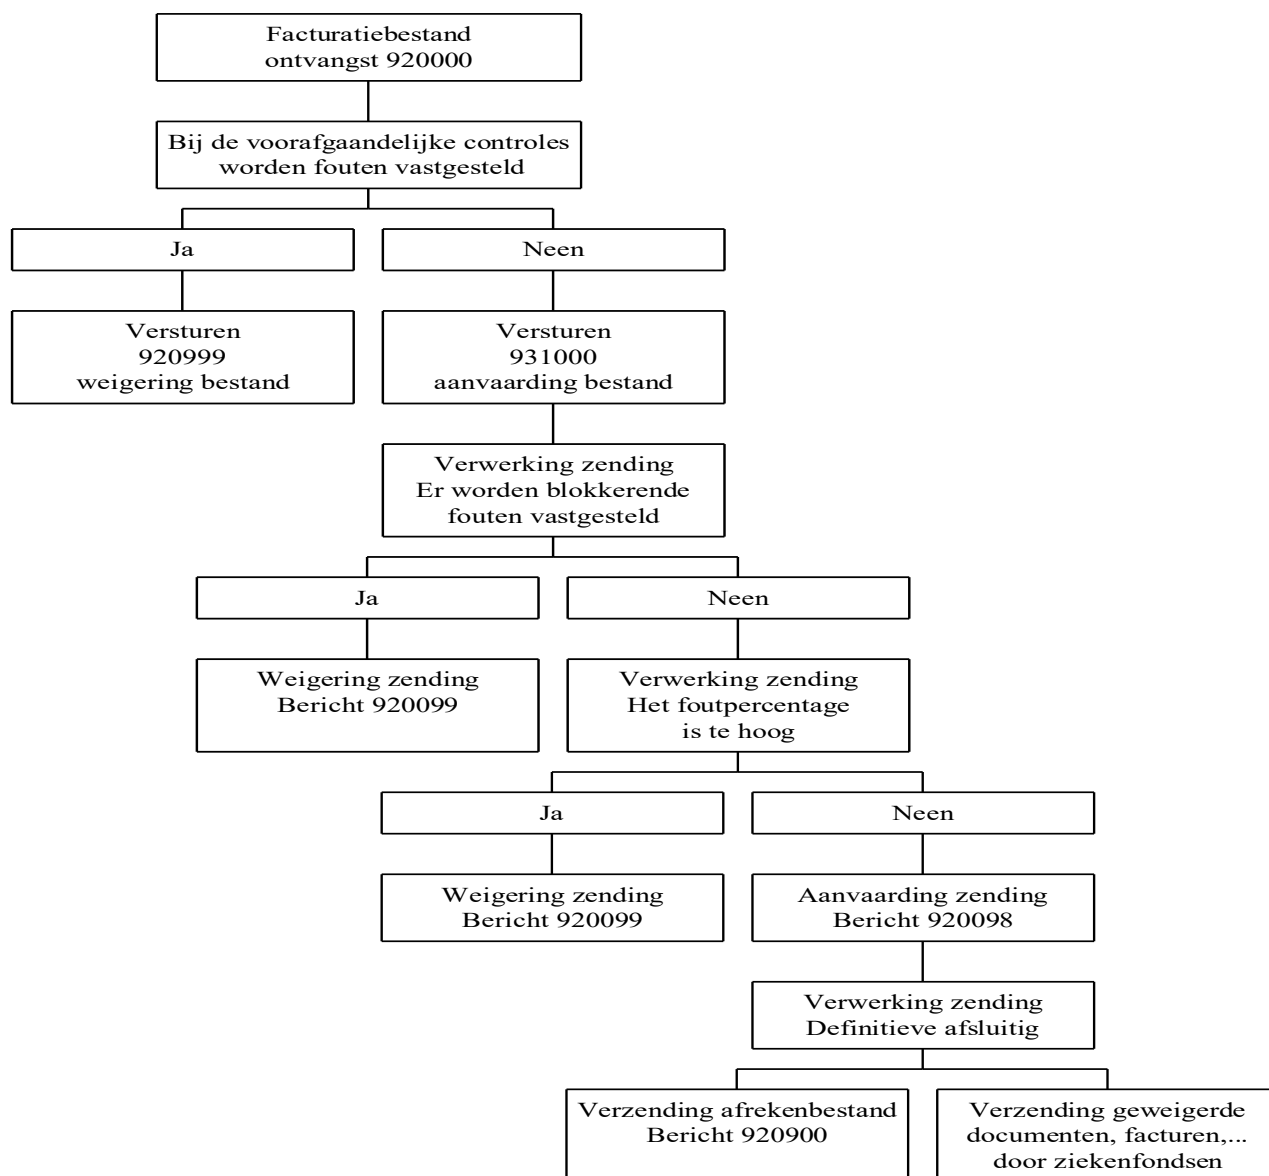 Facturatiebestand
ontvangst 920000
Bij de voorafgaandelijke controles
worden fouten vastgesteld
Ja
Neen
Versturen
920999
weigering bestand
Versturen
931000
aanvaarding bestand
Verwerking zending
Er worden blokkerende
fouten vastgesteld
Ja
Neen
Weigering zending
Bericht 920099
Verwerking zending
Het foutpercentage
is te hoog
Ja
Neen
Weigering zending
Bericht 920099
Aanvaarding zending
Bericht 920098
Verwerking zending
Definitieve afsluitig
Verzending afrekenbestand
Bericht 920900
Verzending geweigerde
documenten, facturen,...
door ziekenfondsen